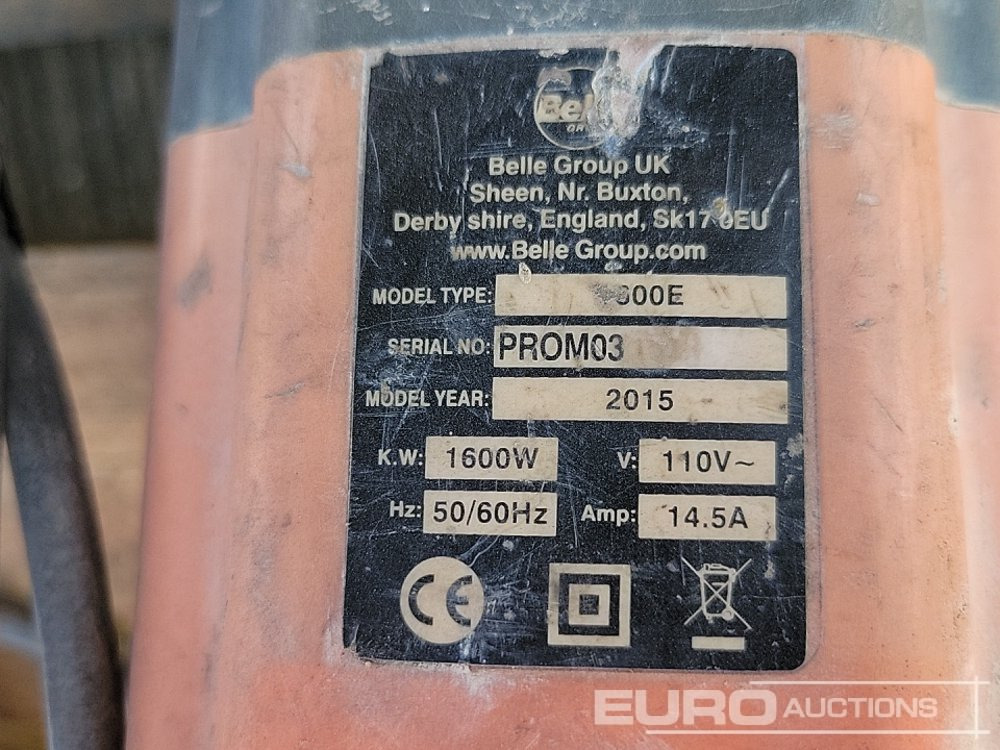 Belle Group UK
Sheen, Nr. Buxton,
Derby shire, England,
www.Belle Group.com
MODEL TYPE:
SERIAL NO: PROM03
MODEL YEAR: 2015
K.W: 1600W V: 110V~
Hz: 50/60Hz Amp: 14.5A
CE
EURO AUCTIONS